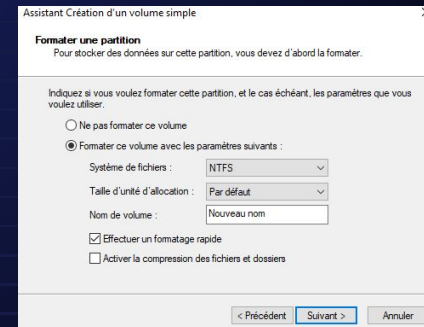 Assistant Création d'un volume simple
Formater une partition
Pour stocker des données sur cette partition, vous devez d'abord la formater.
Indiquez si vous voulez formater cette partition, et le cas échéant, les paramètres que vous
voulez utiliser.
Ne pas formater ce volume
Formater ce volume avec les paramètres suivants :
Système de fichiers : NTFS
Taille d'unité d'allocation : Par défaut
Nom de volume : Nouveau nom
Effectuer un formatage rapide
Activer la compression des fichiers et dossiers
< Précédent Suivant > Annuler